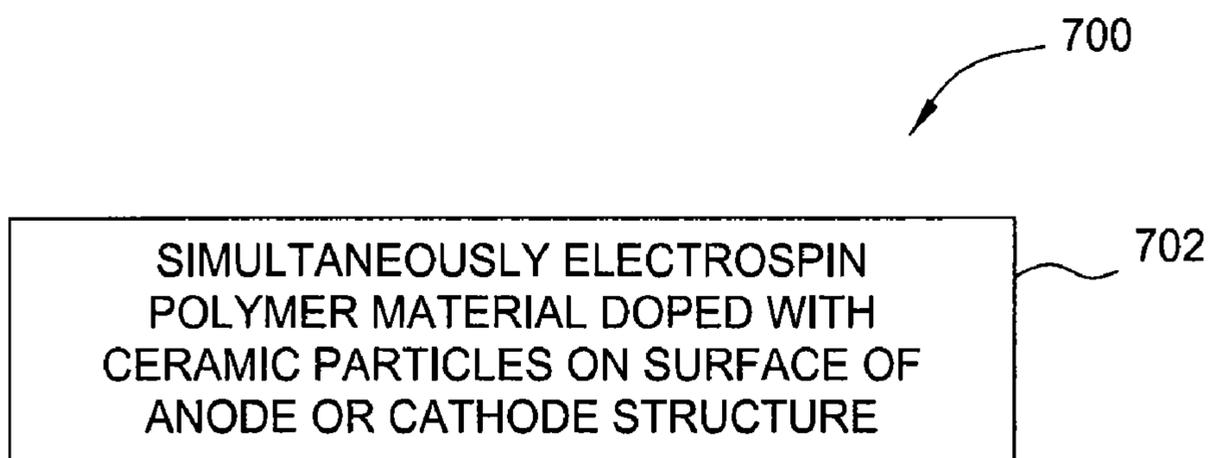 700
702
SIMULTANEOUSLY ELECTROSPIN
POLYMER MATERIAL DOPED WITH
CERAMIC PARTICLES ON SURFACE OF
ANODE OR CATHODE STRUCTURE